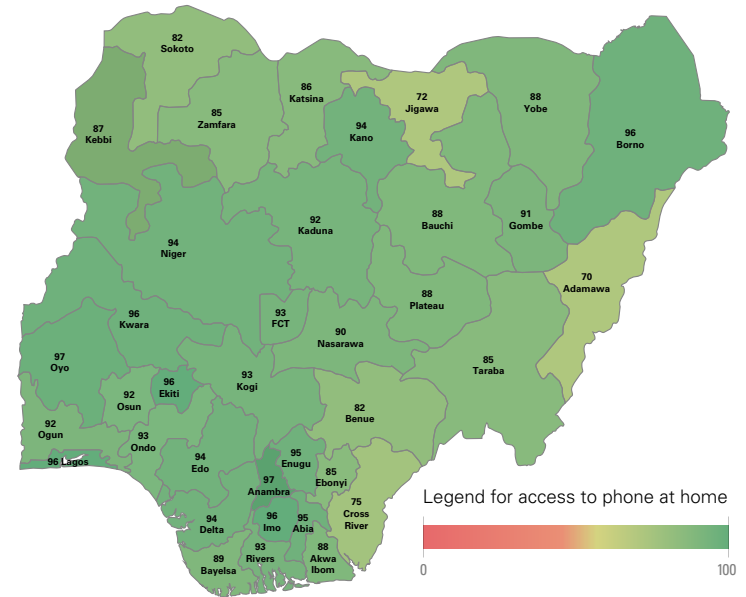 82
Sokoto
86
Katsina
72
Jigawa
88
Yobe
85
Zamfara
87
Kebbi
94
Kano
96
Borno
92
Kaduna
88
Bauchi
91
Gombe
94
Niger
70
Adamawa
88
Plateau
96
Kwara
93
FCT
90
Nasarawa
97
Oyo
85
Taraba
93
Kogi
96
Ekiti
92
Osun
82
Benue
92
Ogun
93
Ondo
96 Lagos
94
Edo
95
Enugu
85
Ebonyi
97
Anambra
75
Cross
River
94
Delta
96
Imo
95
Abia
89
Bayelsa
93
Rivers
88
Akwa
Ibom
Legend for access to phone at home
0 100